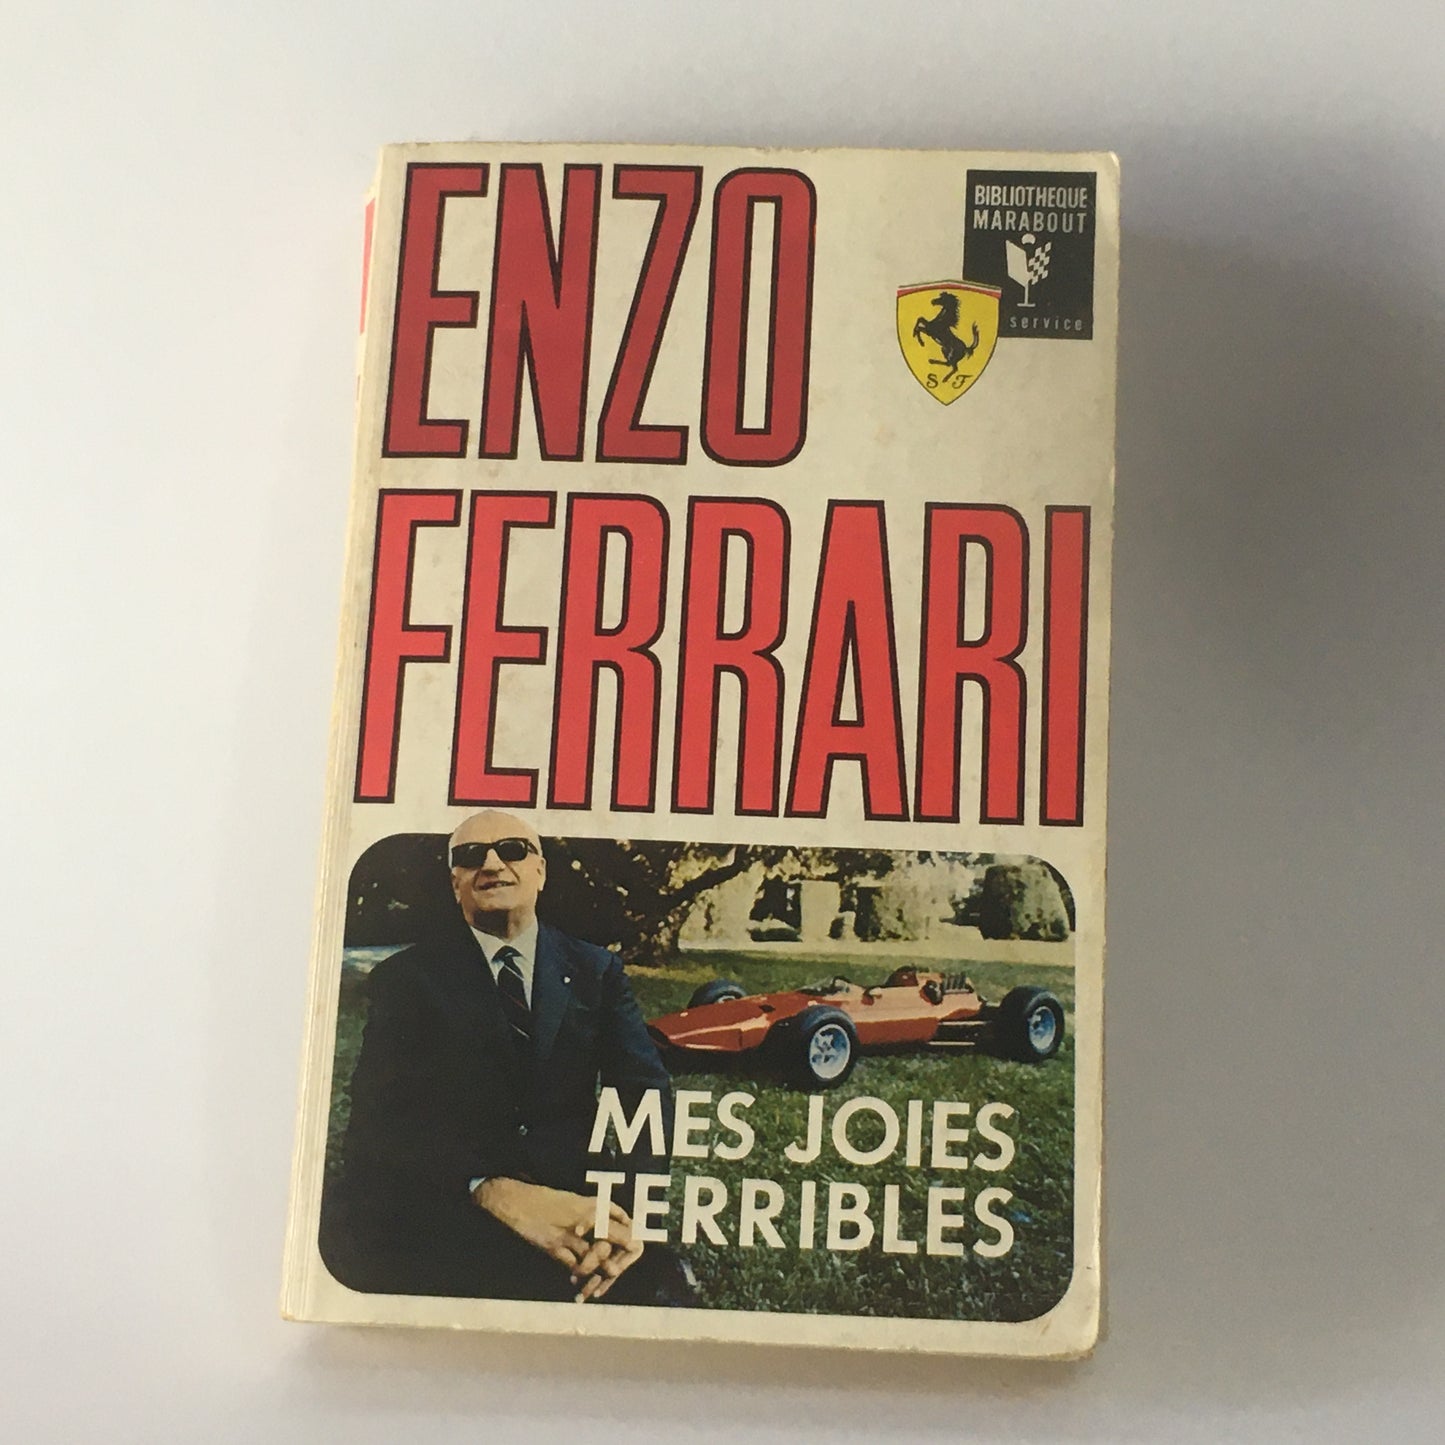 ENZO
FERRARI
BIBLIOTHEQUE
MARABOUT
service
S F
MES JOIES
TERRIBLES